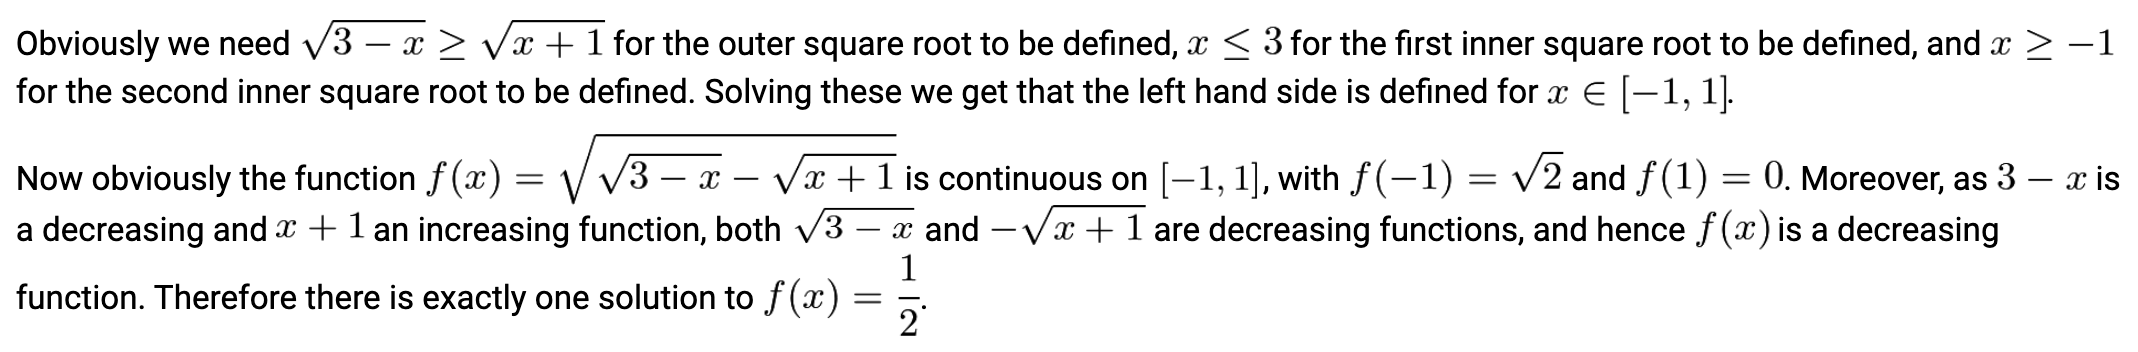 Obviously we need $\sqrt{3-x} \geq \sqrt{x+1}$ for the outer square root to be defined, $x \leq 3$ for the first inner square root to be defined, and $x \geq -1$
for the second inner square root to be defined. Solving these we get that the left hand side is defined for $x \in [-1, 1]$.
Now obviously the function $f(x) = \sqrt{\sqrt{3-x} - \sqrt{x+1}}$ is continuous on $[-1, 1]$, with $f(-1) = \sqrt{2}$ and $f(1) = 0$. Moreover, as $3-x$ is
a decreasing and $x+1$ an increasing function, both $\sqrt{3-x}$ and $-\sqrt{x+1}$ are decreasing functions, and hence $f(x)$ is a decreasing
function. Therefore there is exactly one solution to $f(x) = \frac{1}{2}$.